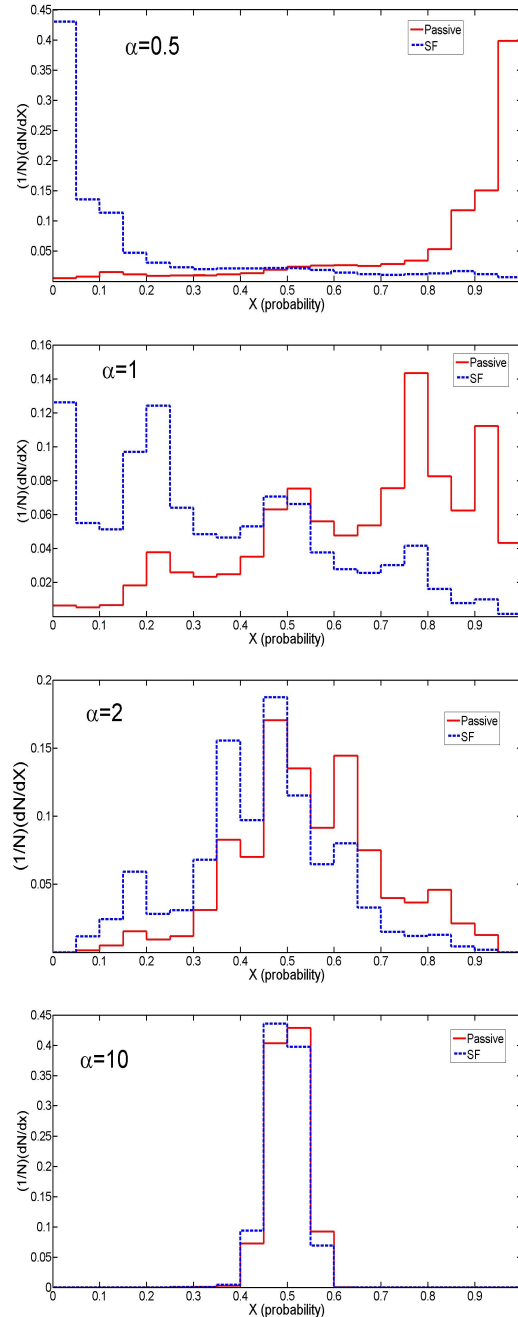 0.45
α=0.5
Passive
SF
0.4
0.35
0.3
0.25
0.2
0.15
0.1
0.05
(1/N)(dN/dX)
0 0.1 0.2 0.3 0.4 0.5 0.6 0.7 0.8 0.9
X (probability)
0.16
α=1
Passive
SF
0.14
0.12
0.1
0.08
0.06
0.04
0.02
(1/N)(dN/dX)
0 0.1 0.2 0.3 0.4 0.5 0.6 0.7 0.8 0.9
X (probability)
0.2
α=2
Passive
SF
0.15
0.1
0.05
(1/N)(dN/dX)
0 0.1 0.2 0.3 0.4 0.5 0.6 0.7 0.8 0.9
X (probability)
0.45
α=10
Passive
SF
0.4
0.35
0.3
0.25
0.2
0.15
0.1
0.05
0
(1/N)(dN/dx)
0 0.1 0.2 0.3 0.4 0.5 0.6 0.7 0.8 0.9
X (probability)